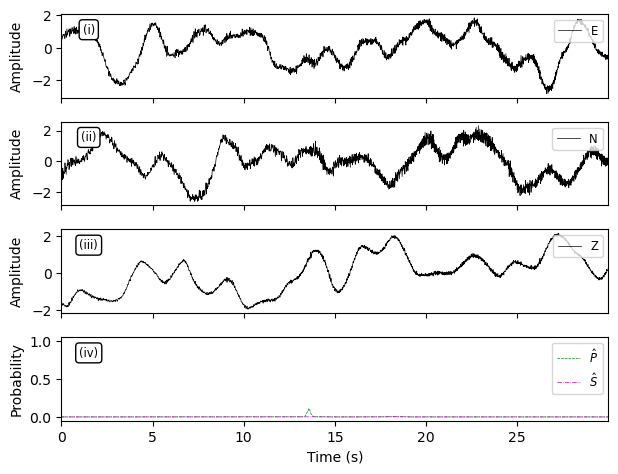 2
0
−2
Amplitude
(i)
E
2
0
−2
Amplitude
(ii)
N
2
0
−2
Amplitude
(iii)
Z
1.0
0.5
0.0
Probability
(iv)
P̂
Ŝ
0 5 10 15 20 25
Time (s)